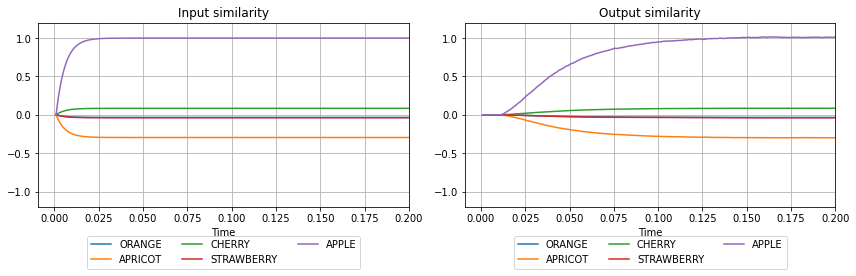 Input similarity
1.0
0.5
0.0
−0.5
−1.0
0.000 0.025 0.050 0.075 0.100 0.125 0.150 0.175 0.200
Time
ORANGE CHERRY APPLE
APRICOT STRAWBERRY
Output similarity
1.0
0.5
0.0
−0.5
−1.0
0.000 0.025 0.050 0.075 0.100 0.125 0.150 0.175 0.200
Time
ORANGE CHERRY APPLE
APRICOT STRAWBERRY